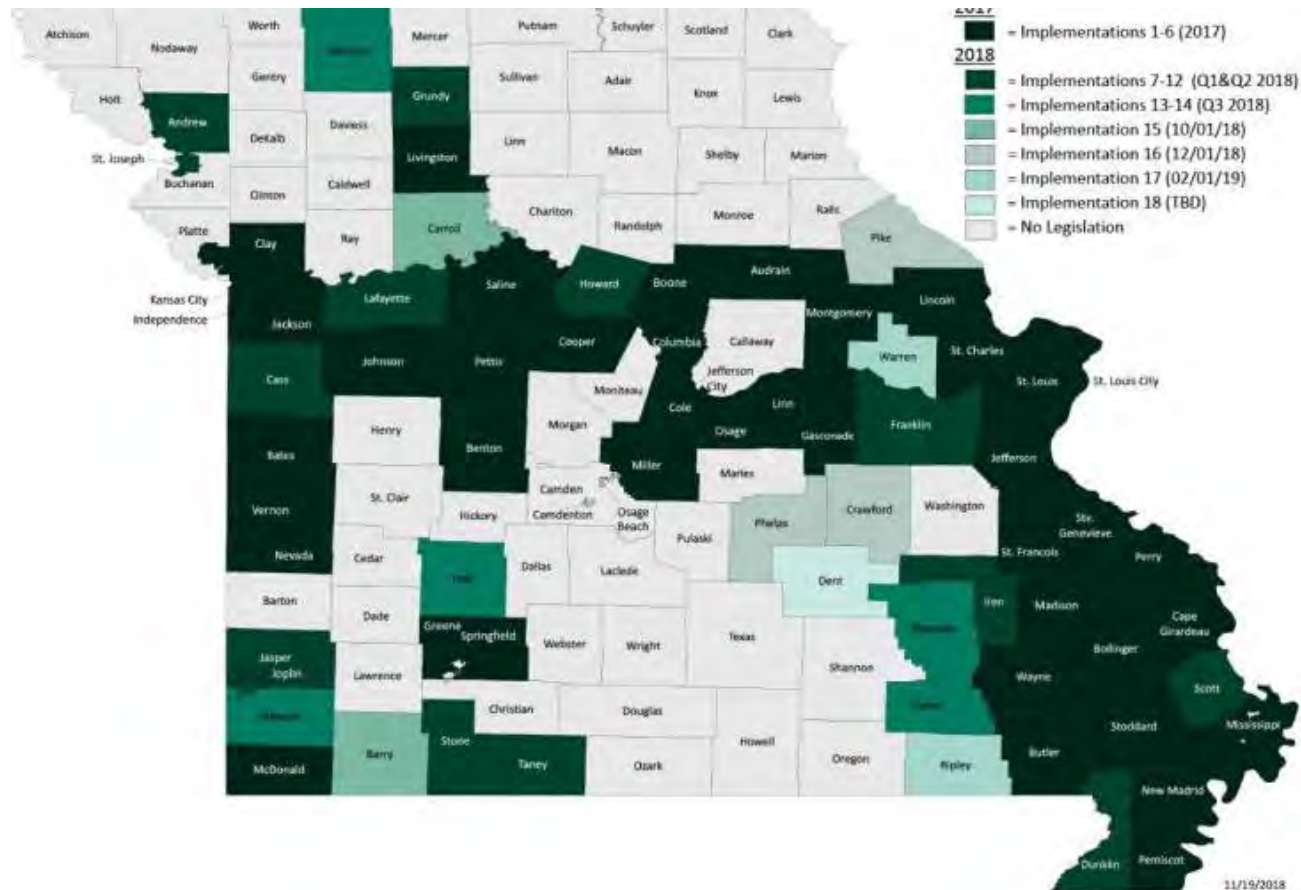 2017
= Implementations 1-6 (2017)
2018
= Implementations 7-12 (Q1&Q2 2018)
= Implementations 13-14 (Q3 2018)
= Implementation 15 (10/01/18)
= Implementation 16 (12/01/18)
= Implementation 17 (02/01/19)
= Implementation 18 (TBD)
= No Legislation
Atchison
Nodaway
Worth
Mercer
Putnam
Schuyler
Scotland
Clark
Holt
Gentry
Grundy
Sullivan
Adair
Knox
Lewis
Andrew
DeKalb
Daviess
Livingston
Linn
Macon
Shelby
Marion
St. Joseph
Buchanan
Clinton
Caldwell
Platte
Clay
Ray
Carroll
Chariton
Randolph
Monroe
Ralls
Pike
Kansas City
Independence
Jackson
Lafayette
Saline
Howard
Boone
Audrain
Montgomery
Lincoln
Cass
Johnson
Pettis
Cooper
Moniteau
Columbia
Callaway
Jefferson
City
Warren
St. Charles
St. Louis
St. Louis City
Bates
Henry
Benton
Morgan
Cole
Osage
Linn
Gasconade
Franklin
Jefferson
Miller
Maries
Vernon
Nevada
St. Clair
Hickory
Camden
Camdenton
Osage
Beach
Pulaski
Phelps
Crawford
Washington
Ste.
Genevieve
St. Francois
Perry
Barton
Cedar
Dade
Dallas
Laclede
Dent
Iron
Madison
Cape
Girardeau
Bollinger
Jasper
Joplin
Lawrence
Greene
Springfield
Webster
Wright
Texas
Shannon
Wayne
Scott
Mississippi
Stoddard
McDonald
Barry
Stone
Christian
Taney
Douglas
Ozark
Howell
Oregon
Ripley
Butler
New Madrid
Dunklin
Pemiscot
11/19/2018